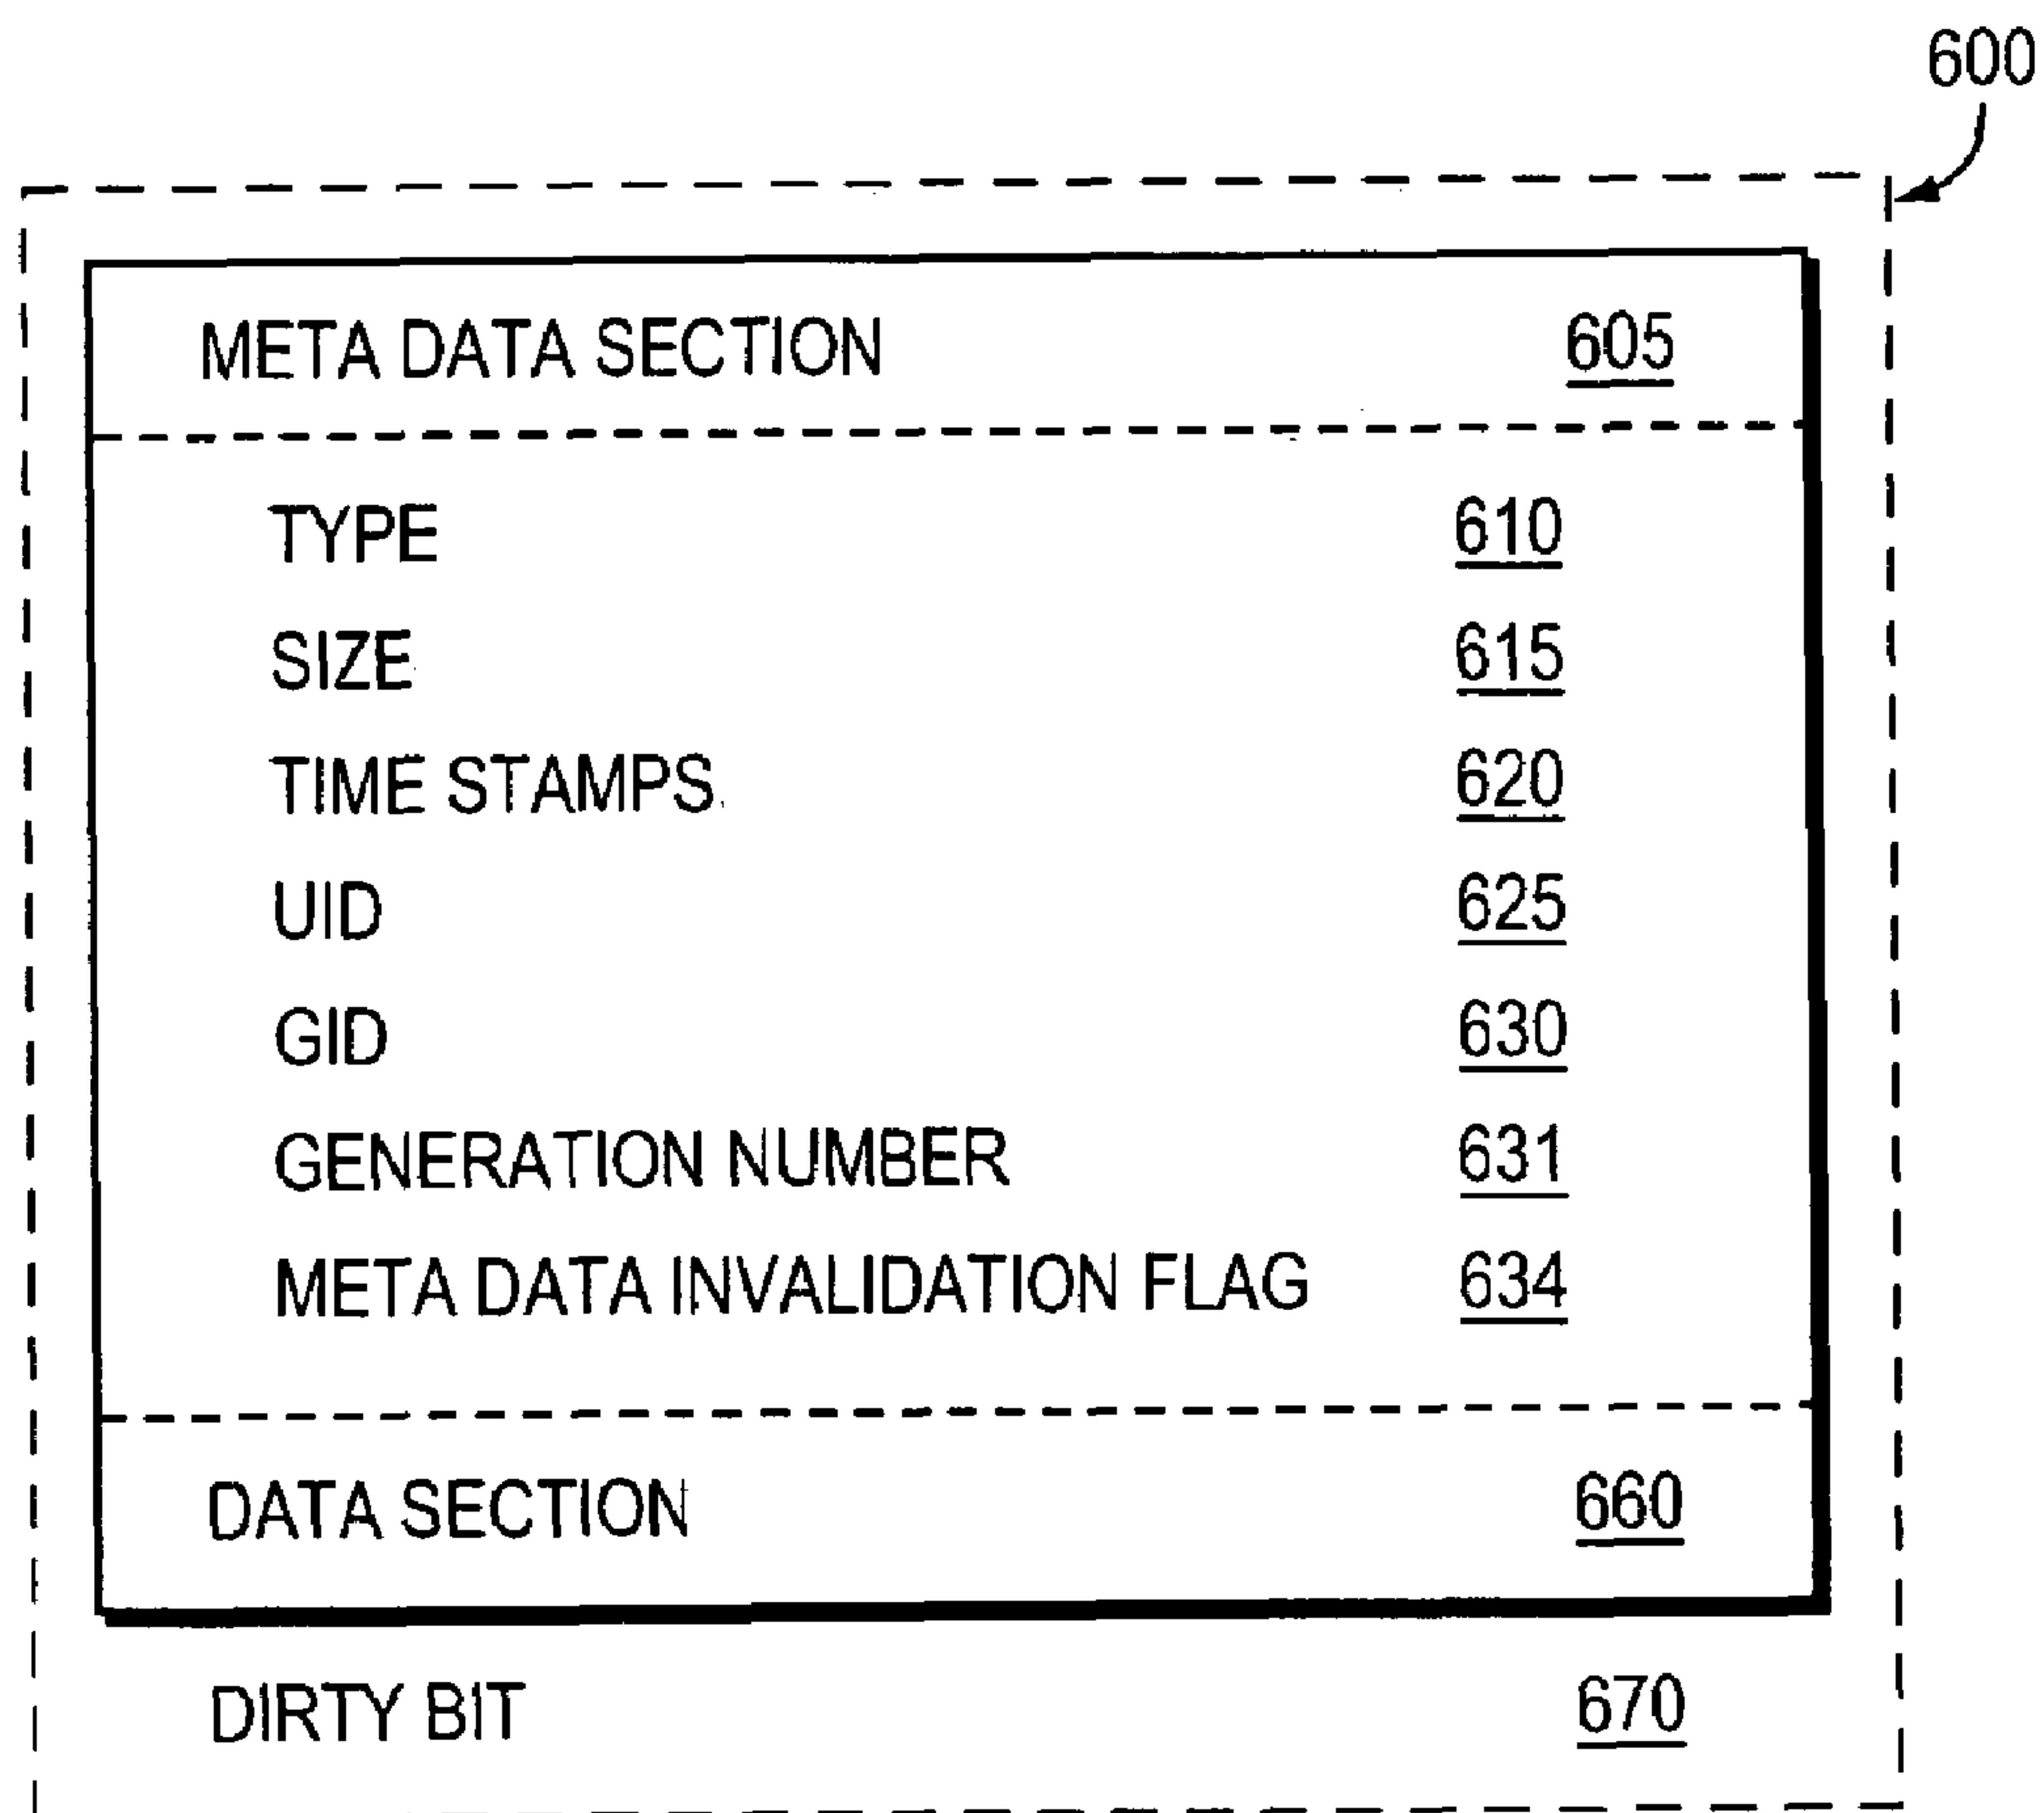 600
META DATA SECTION 605
TYPE 610
SIZE 615
TIME STAMPS 620
UID 625
GID 630
GENERATION NUMBER 631
META DATA INVALIDATION FLAG 634
DATA SECTION 660
DIRTY BIT 670